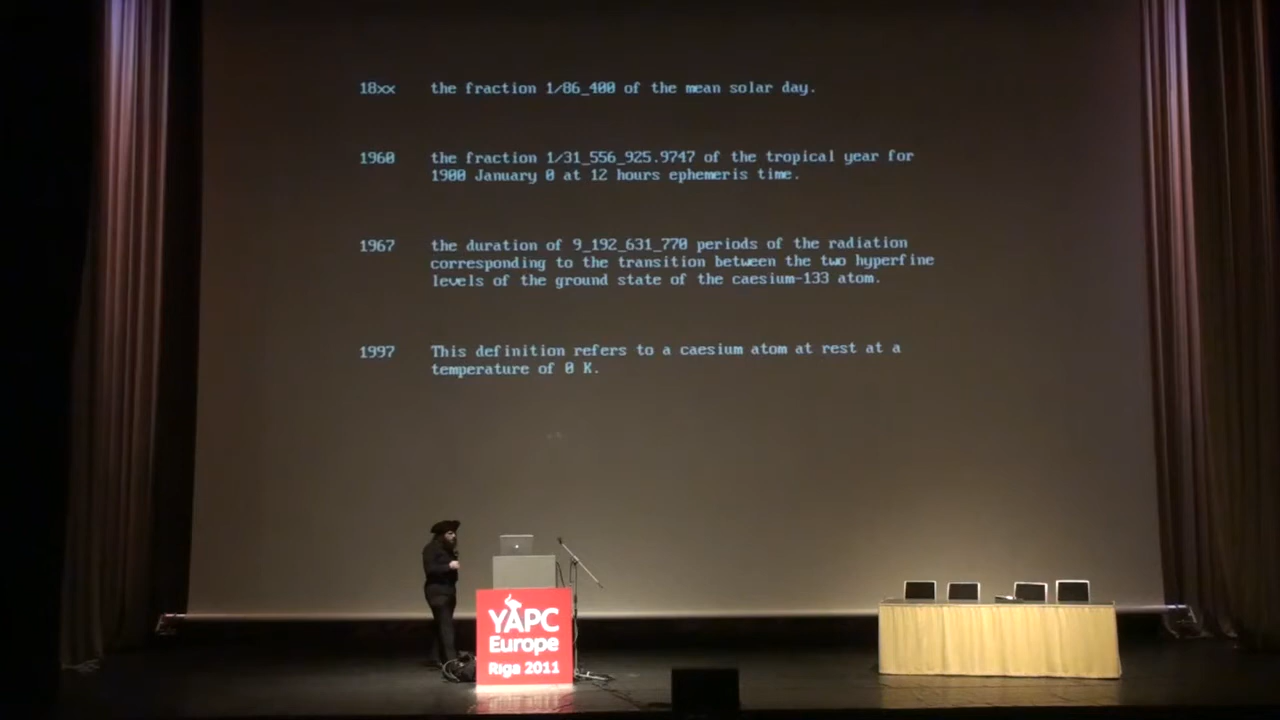 18xx the fraction 1/86_400 of the mean solar day.
1960 the fraction 1/31_556_925.9747 of the tropical year for
1900 January 0 at 12 hours ephemeris time.
1967 the duration of 9_192_631_770 periods of the radiation
corresponding to the transition between the two hyperfine
levels of the ground state of the caesium-133 atom.
1997 This definition refers to a caesium atom at rest at a
temperature of 0 K.
YAPC
Europe
Riga 2011